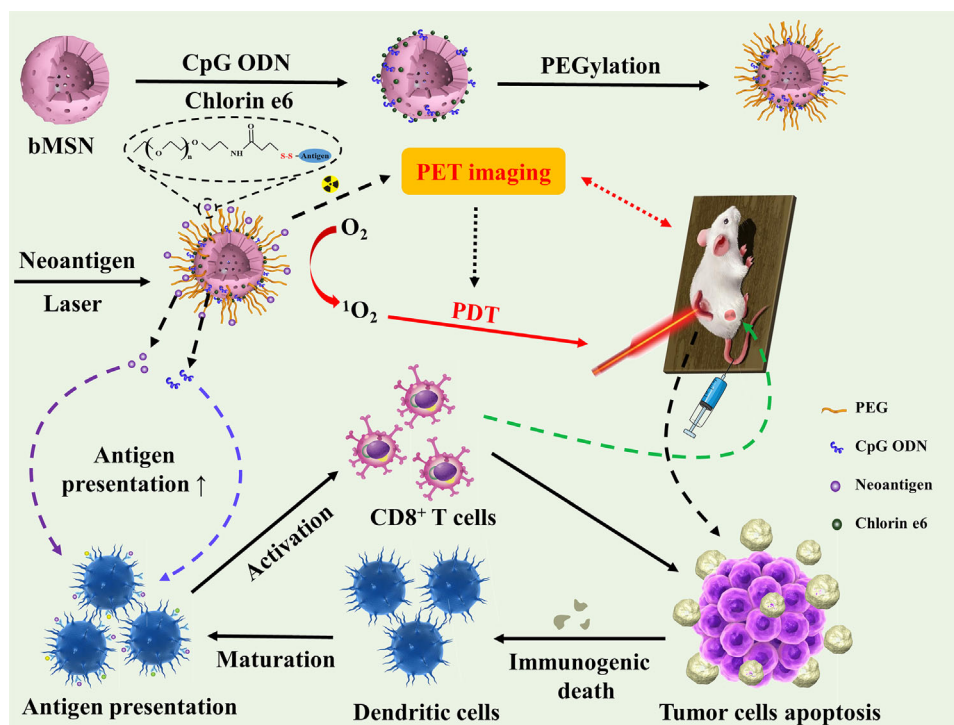 CpG ODN
Chlorin e6
PEGylation
bMSN
O
O
O
n
NH
S-S
Antigen
PET imaging
Neoantigen
Laser
O₂
¹O₂
PDT
PEG
CpG ODN
Neoantigen
Chlorin e6
Antigen
presentation ↑
CD8⁺ T cells
Activation
Maturation
Immunogenic
death
Antigen presentation
Dendritic cells
Tumor cells apoptosis